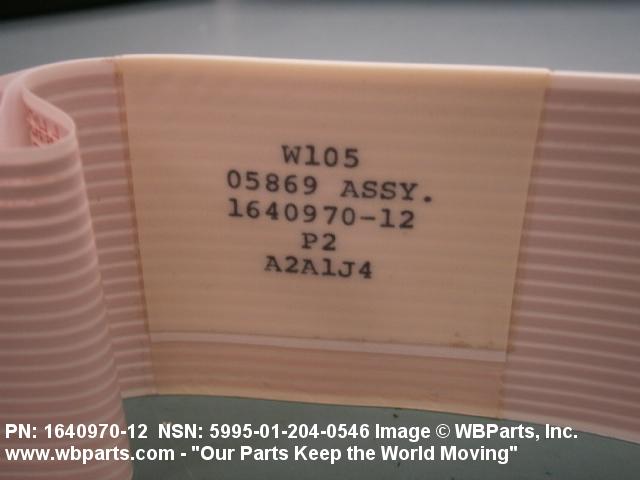 W105
05869 ASSY.
1640970-12
P2
A2A1J4
PN: 1640970-12 NSN: 5995-01-204-0546 Image © WBParts, Inc.
www.wbparts.com - "Our Parts Keep the World Moving"